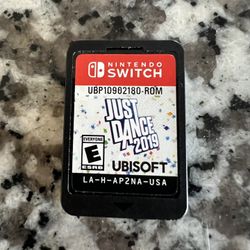 NINTENDO
SWITCH
UBP10902180-ROM
JUST
DANCE
2019
EVERYONE
E
ESRB
UBISOFT
LA-H-AP2NA-USA